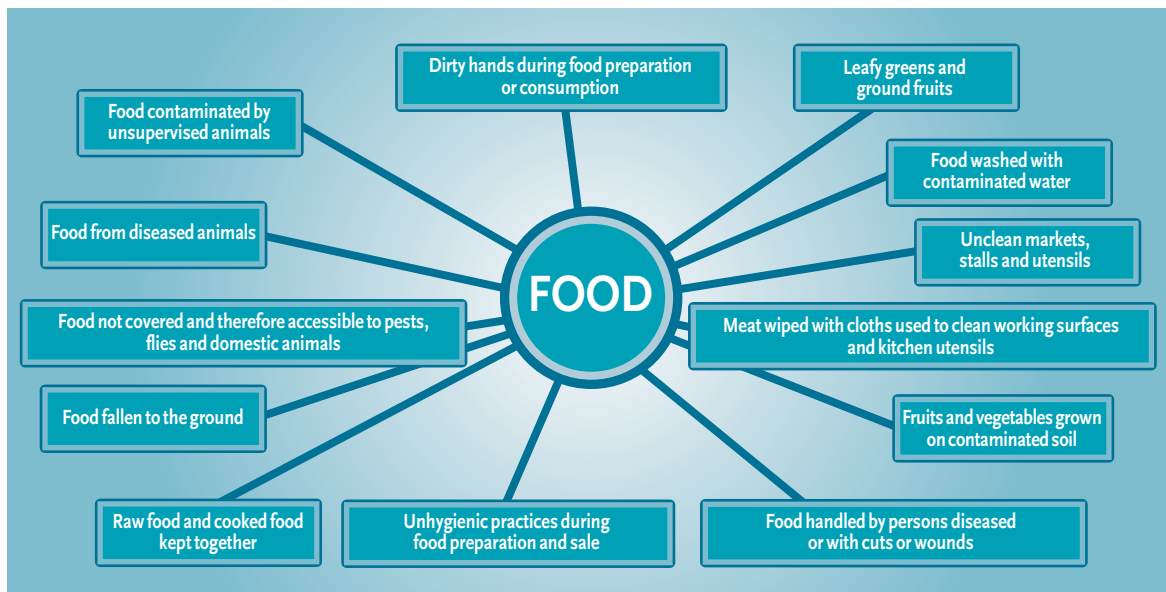 Dirty hands during food preparation
or consumption
Leafy greens and
ground fruits
Food contaminated by
unsupervised animals
Food washed with
contaminated water
Food from diseased animals
Unclean markets,
stalls and utensils
FOOD
Food not covered and therefore accessible to pests,
flies and domestic animals
Meat wiped with cloths used to clean working surfaces
and kitchen utensils
Food fallen to the ground
Fruits and vegetables grown
on contaminated soil
Raw food and cooked food
kept together
Unhygienic practices during
food preparation and sale
Food handled by persons diseased
or with cuts or wounds